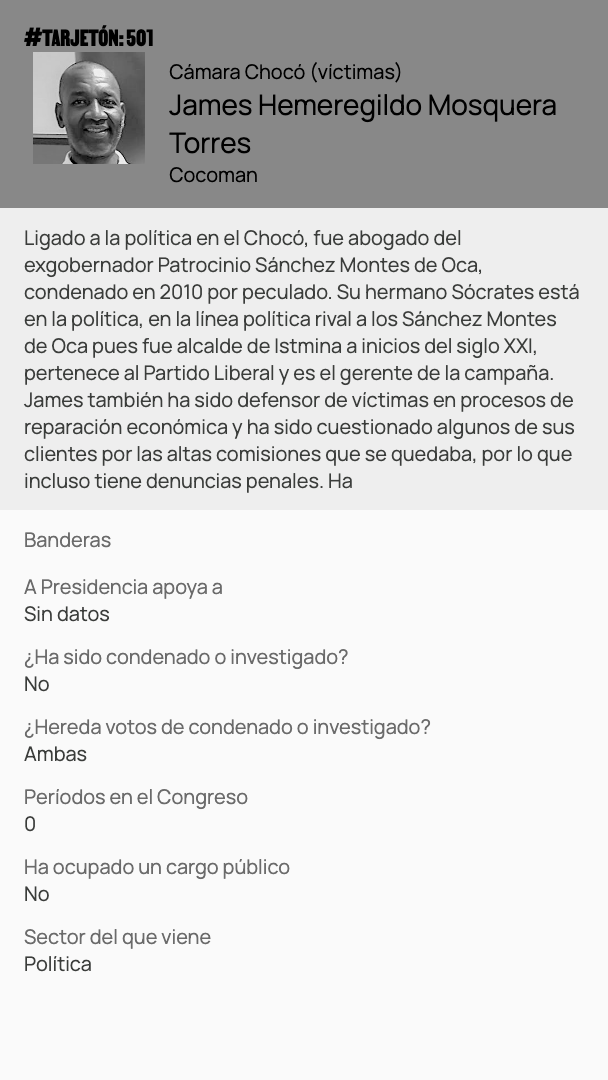 #TARJETÓN: 501
Cámara Chocó (víctimas)
James Hemeregildo Mosquera
Torres
Cocoman
Ligado a la política en el Chocó, fue abogado del
exgobernador Patrocinio Sánchez Montes de Oca,
condenado en 2010 por peculado. Su hermano Sócrates está
en la política, en la línea política rival a los Sánchez Montes
de Oca pues fue alcalde de Istmina a inicios del siglo XXI,
pertenece al Partido Liberal y es el gerente de la campaña.
James también ha sido defensor de víctimas en procesos de
reparación económica y ha sido cuestionado algunos de sus
clientes por las altas comisiones que se quedaba, por lo que
incluso tiene denuncias penales. Ha
Banderas
A Presidencia apoya a
Sin datos
¿Ha sido condenado o investigado?
No
¿Hereda votos de condenado o investigado?
Ambas
Períodos en el Congreso
0
Ha ocupado un cargo público
No
Sector del que viene
Política